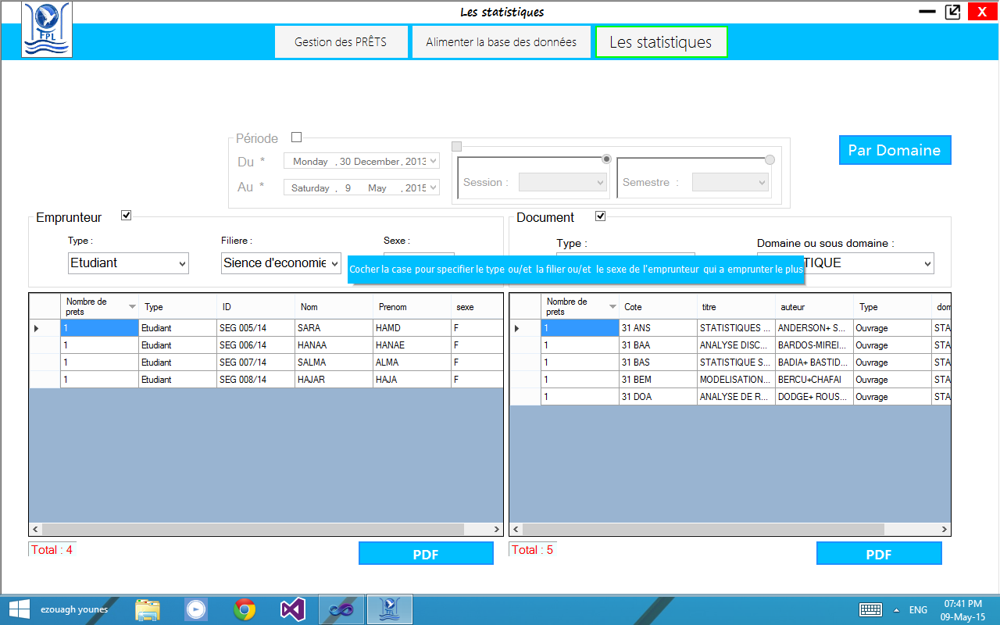 Les statistiques
X
FPL
Gestion des PRÊTS
Alimenter la base des données
Les statistiques
Période
Du *
Monday , 30 December, 2013
Au *
Saturday , 9 May , 2015
Session :
Semestre :
Par Domaine
Emprunteur
Type :
Filiere :
Sexe :
Etudiant
Sience d'economie
Document
Type :
Domaine ou sous domaine :
TIQUE
Cocher la case pour specifier le type ou/et la filier ou/et le sexe de l'emprunteur qui a emprunter le plus
Nombre de prets Type ID Nom Prenom sexe
1 Etudiant SEG 005/14 SARA HAMD F
1 Etudiant SEG 006/14 HANAA HANAE F
1 Etudiant SEG 007/14 SALMA ALMA F
1 Etudiant SEG 008/14 HAJAR HAJA F
Nombre de prets Cote titre auteur Type dom
1 31 ANS STATISTIQUES ... ANDERSON+ S... Ouvrage STA
1 31 BAA ANALYSE DISC... BARDOS-MIREI... Ouvrage STA
1 31 BAS STATISTIQUE S... BADIA+ BASTID... Ouvrage STA
1 31 BEM MODELISATION... BERCU+CHAFAI Ouvrage STA
1 31 DOA ANALYSE DE R... DODGE+ ROUS... Ouvrage STA
Total : 4
PDF
Total : 5
PDF
ezouagh younes
ENG
07:41 PM
09-May-15